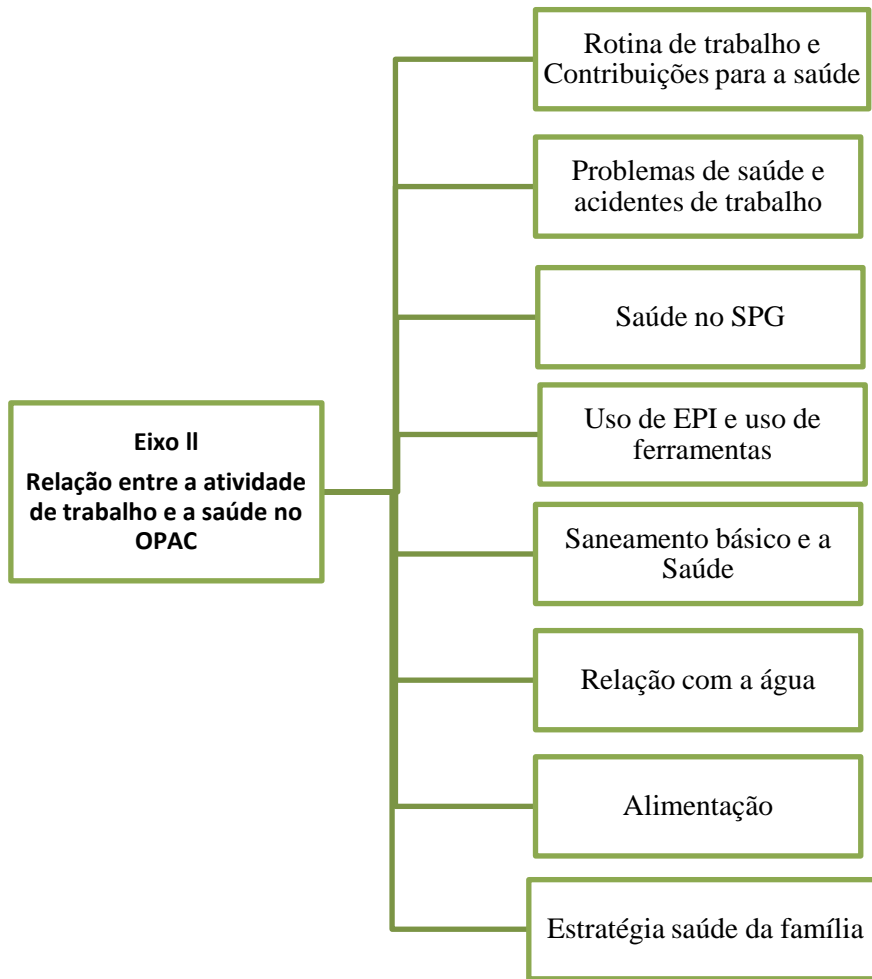 Rotina de trabalho e
Contribuições para a saúde
Problemas de saúde e
acidentes de trabalho
Saúde no SPG
Eixo ll
Relação entre a atividade
de trabalho e a saúde no
OPAC
Uso de EPI e uso de
ferramentas
Saneamento básico e a
Saúde
Relação com a água
Alimentação
Estratégia saúde da família